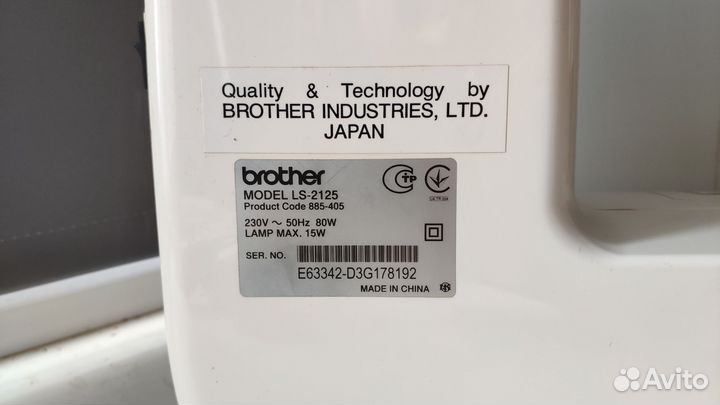 Quality & Technology by
BROTHER INDUSTRIES, LTD.
JAPAN
brother
MODEL LS-2125
Product Code 885-405
230V ~ 50Hz 80W
LAMP MAX. 15W
SER. NO.
E63342-D3G178192
MADE IN CHINA
Avito